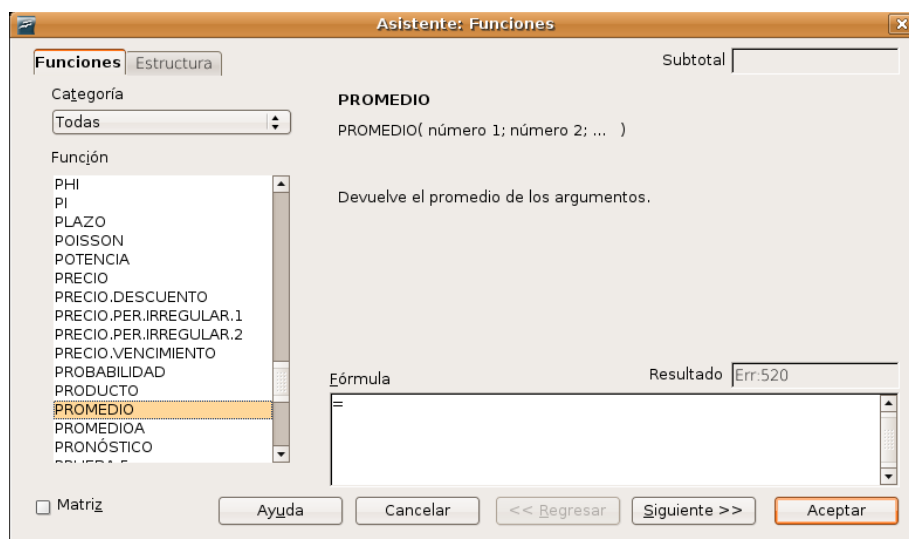 Asistente: Funciones
Funciones Estructura
Subtotal
Categoría
Todas
Función
PHI
PI
PLAZO
POISSON
POTENCIA
PRECIO
PRECIO.DESCUENTO
PRECIO.PER.IRREGULAR.1
PRECIO.PER.IRREGULAR.2
PRECIO.VENCIMIENTO
PROBABILIDAD
PRODUCTO
PROMEDIO
PROMEDIOA
PRONÓSTICO
PROMEDIO
PROMEDIO( número 1; número 2; ... )
Devuelve el promedio de los argumentos.
Fórmula
Resultado Err:520
=
Matriz
Ayuda Cancelar << Regresar Siguiente >> Aceptar